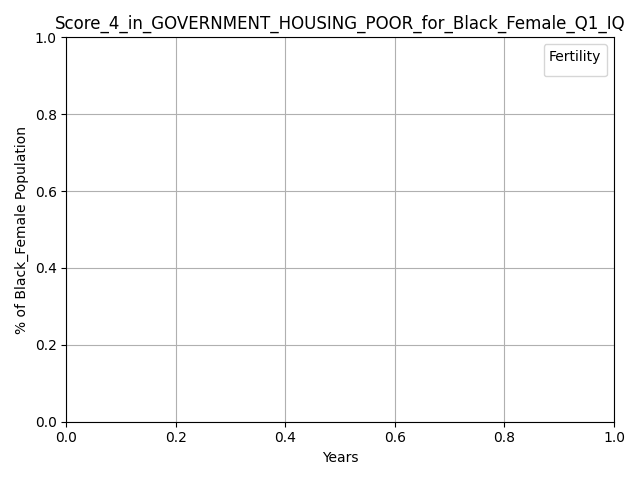 Score_4_in_GOVERNMENT_HOUSING_POOR_for_Black_Female_Q1_IQ
Fertility
1.0
0.8
0.6
0.4
0.2
0.0
% of Black_Female Population
0.0 0.2 0.4 0.6 0.8 1.0
Years